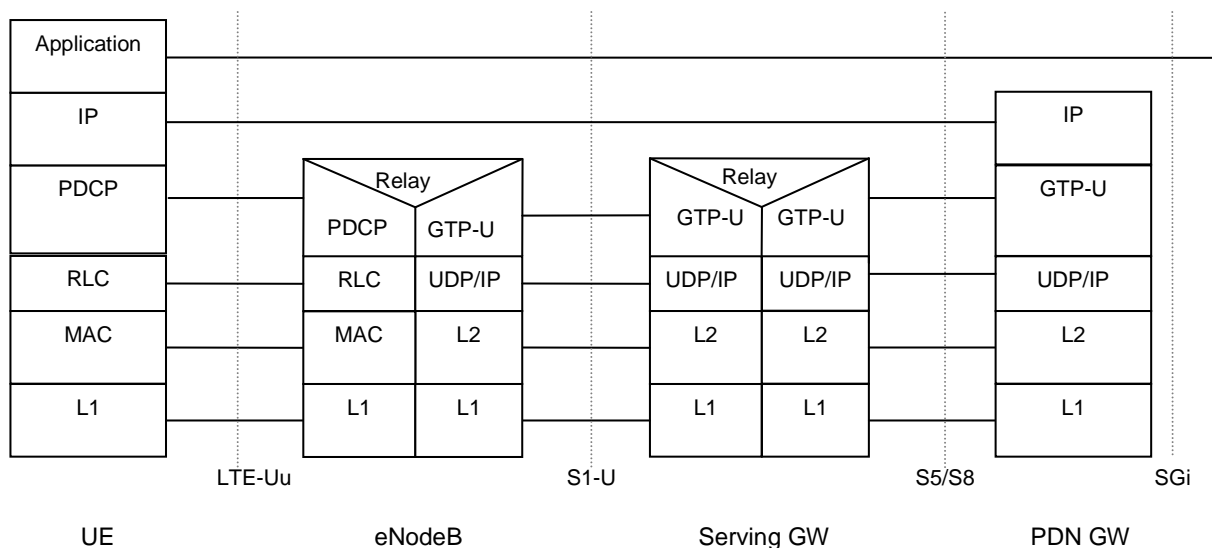 Application
IP
IP
PDCP
Relay
Relay
GTP-U
PDCP
GTP-U
GTP-U
GTP-U
RLC
RLC
UDP/IP
UDP/IP
UDP/IP
UDP/IP
MAC
MAC
L2
L2
L2
L2
L1
L1
L1
L1
L1
L1
LTE-Uu
S1-U
S5/S8
SGi
UE
eNodeB
Serving GW
PDN GW